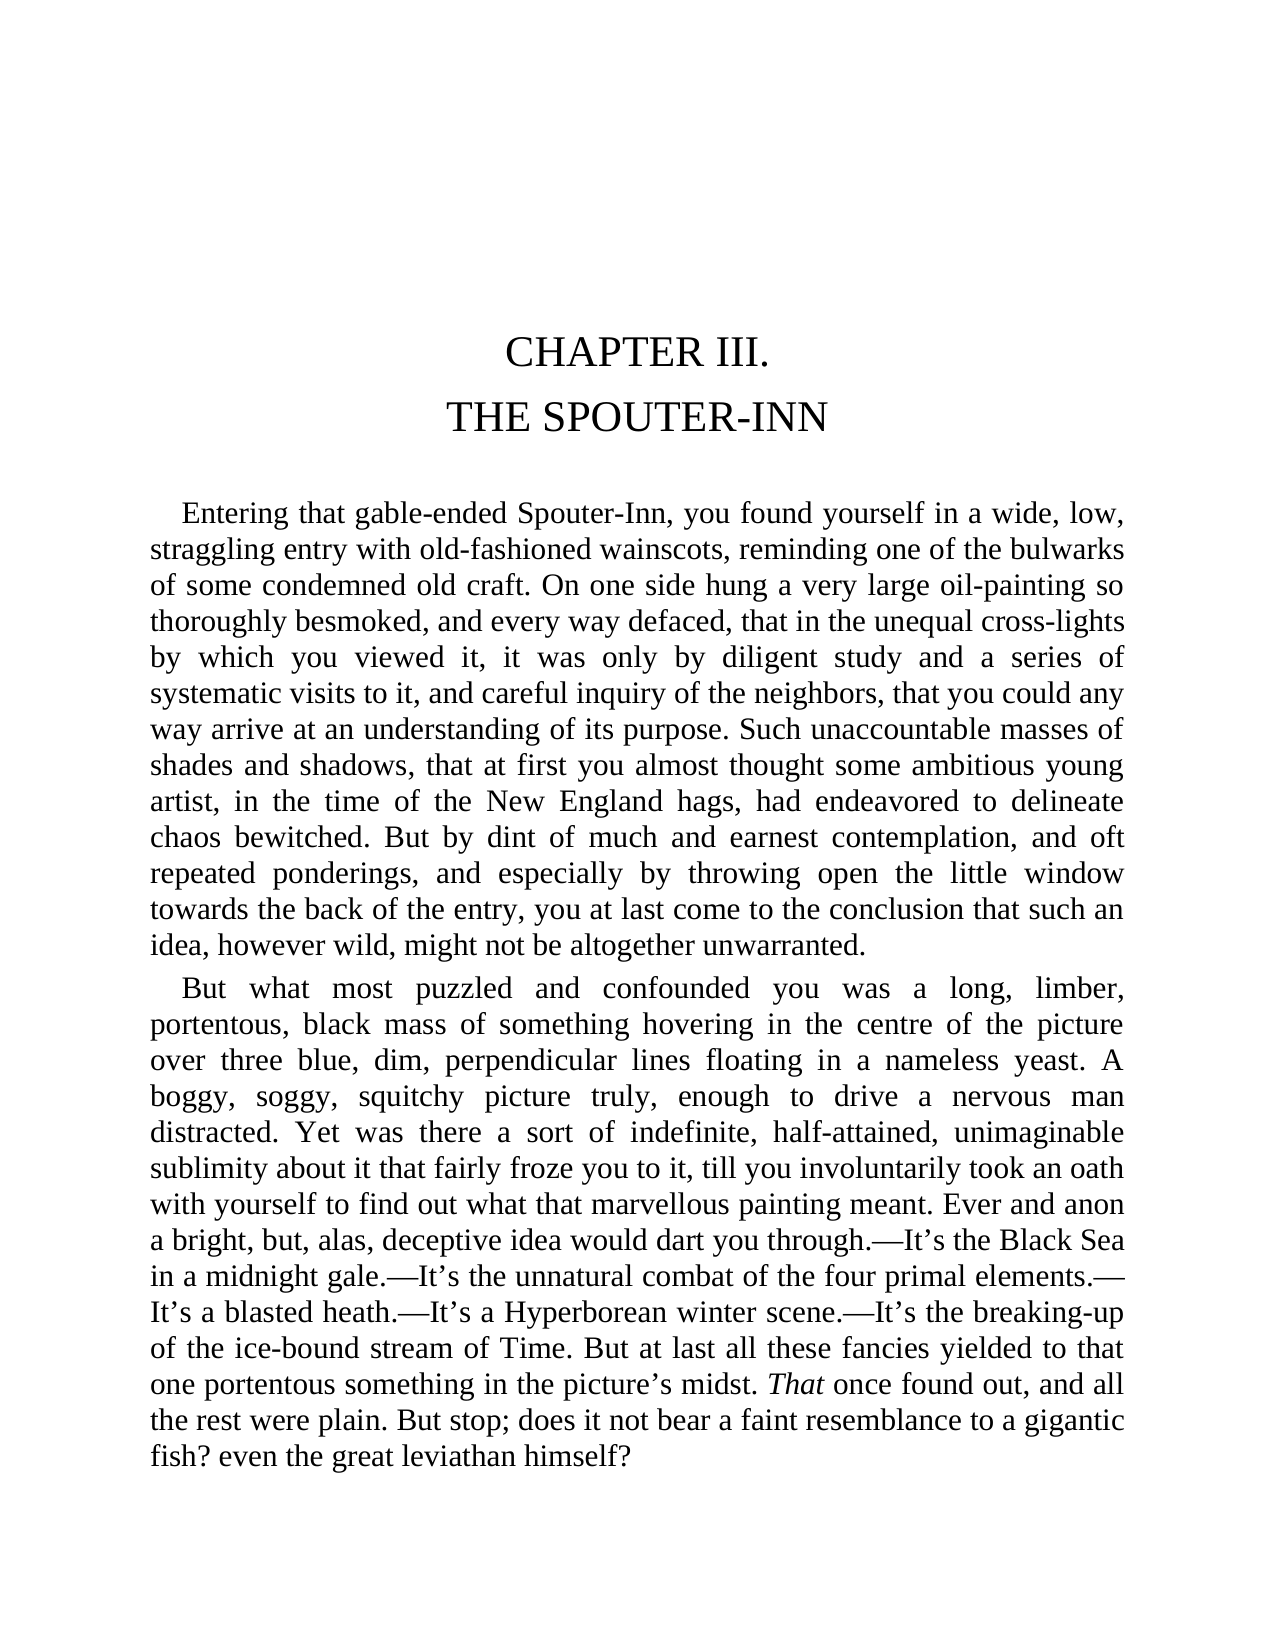 CHAPTER III.
THE SPOUTER-INN
Entering that gable-ended Spouter-Inn, you found yourself in a wide, low,
straggling entry with old-fashioned wainscots, reminding one of the bulwarks
of some condemned old craft. On one side hung a very large oil-painting so
thoroughly besmoked, and every way defaced, that in the unequal cross-lights
by which you viewed it, it was only by diligent study and a series of
systematic visits to it, and careful inquiry of the neighbors, that you could any
way arrive at an understanding of its purpose. Such unaccountable masses of
shades and shadows, that at first you almost thought some ambitious young
artist, in the time of the New England hags, had endeavored to delineate
chaos bewitched. But by dint of much and earnest contemplation, and oft
repeated ponderings, and especially by throwing open the little window
towards the back of the entry, you at last come to the conclusion that such an
idea, however wild, might not be altogether unwarranted.
But what most puzzled and confounded you was a long, limber,
portentous, black mass of something hovering in the centre of the picture
over three blue, dim, perpendicular lines floating in a nameless yeast. A
boggy, soggy, squitchy picture truly, enough to drive a nervous man
distracted. Yet was there a sort of indefinite, half-attained, unimaginable
sublimity about it that fairly froze you to it, till you involuntarily took an oath
with yourself to find out what that marvellous painting meant. Ever and anon
a bright, but, alas, deceptive idea would dart you through.—It’s the Black Sea
in a midnight gale.—It’s the unnatural combat of the four primal elements.—
It’s a blasted heath.—It’s a Hyperborean winter scene.—It’s the breaking-up
of the ice-bound stream of Time. But at last all these fancies yielded to that
one portentous something in the picture’s midst. That once found out, and all
the rest were plain. But stop; does it not bear a faint resemblance to a gigantic
fish? even the great leviathan himself?